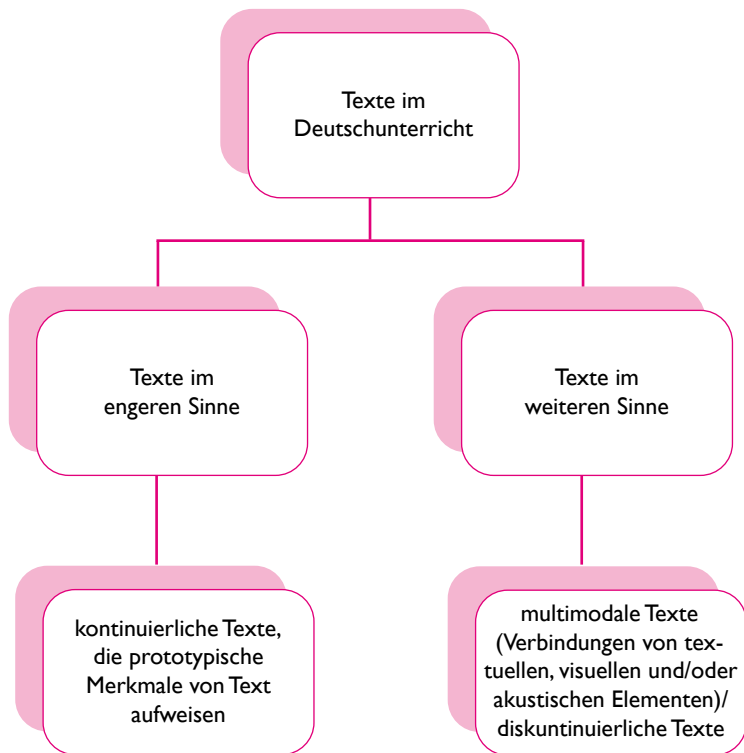 Texte im
Deutschunterricht
Texte im
engeren Sinne
Texte im
weiteren Sinne
kontinuierliche Texte,
die prototypische
Merkmale von Text
aufweisen
multimodale Texte
(Verbindungen von tex-
tuellen, visuellen und/oder
akustischen Elementen)/
diskuntinuierliche Texte